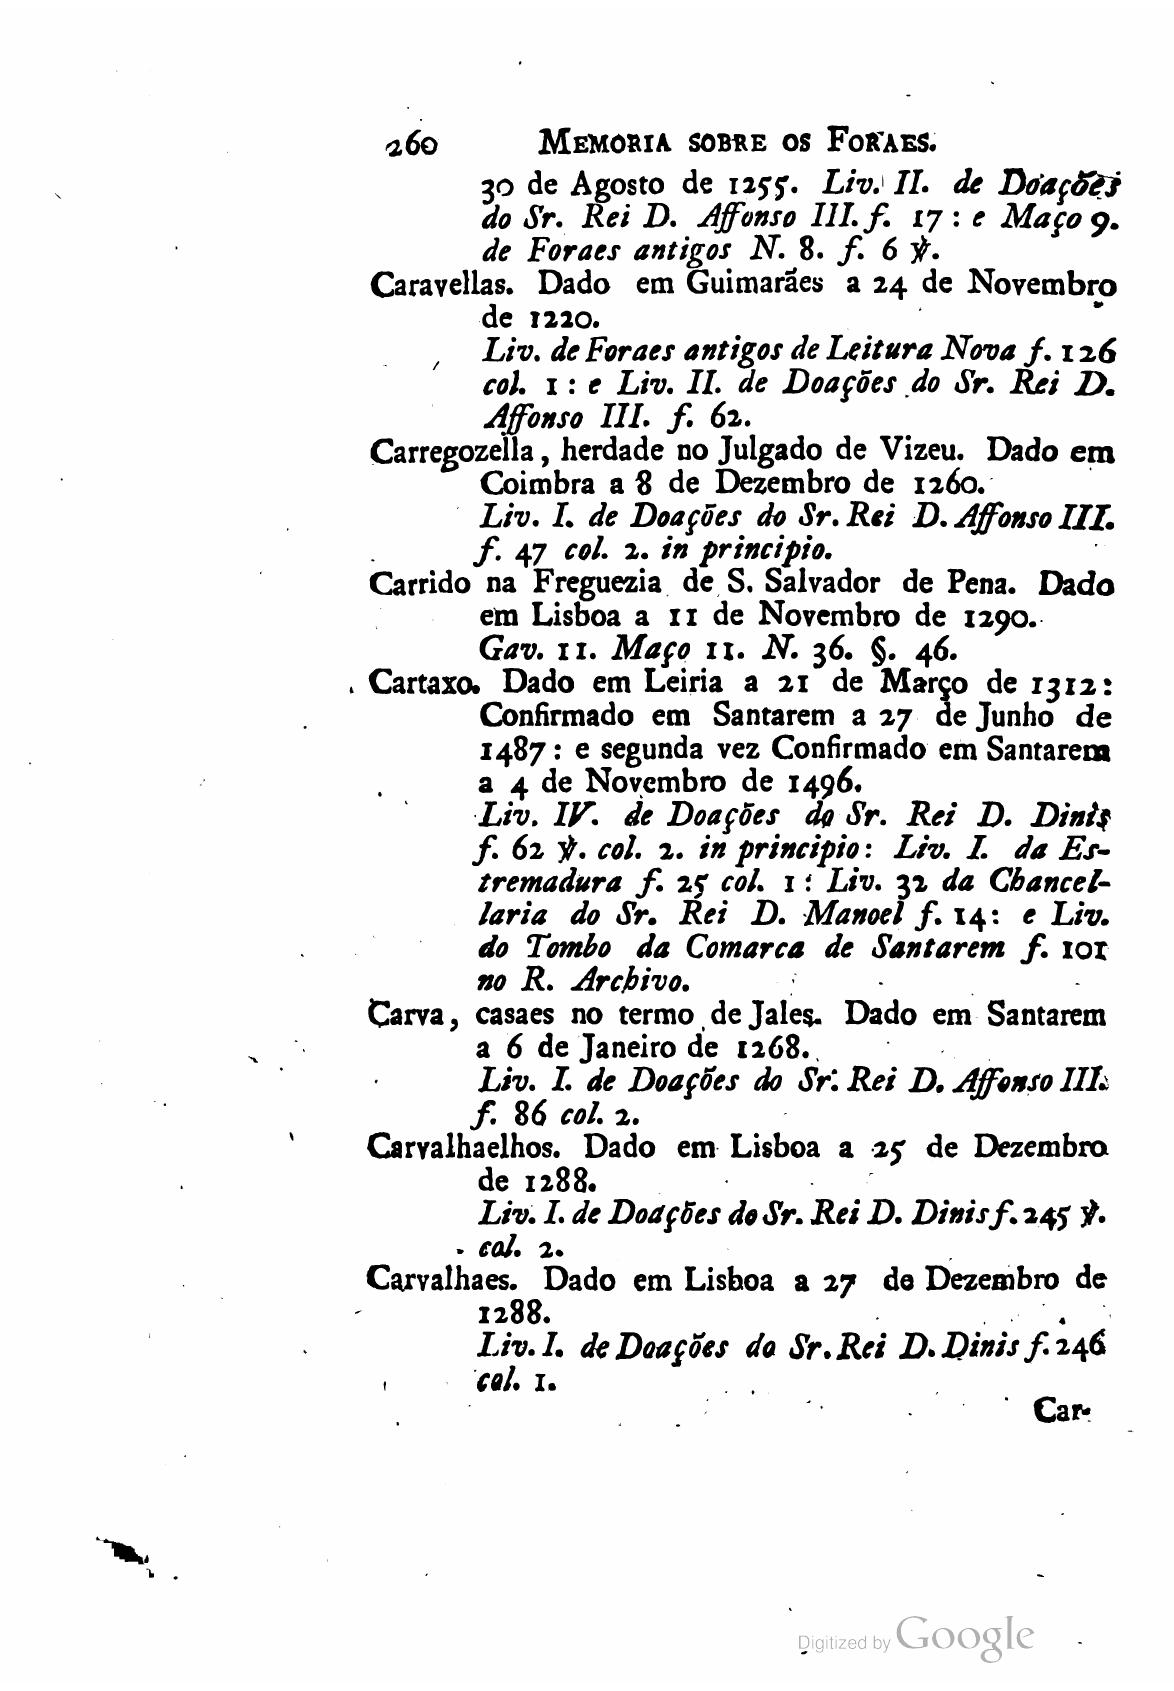 260 MEMORIA SOBRE OS FORAES.
30 de Agosto de 1255. Liv. II. de Doações
do Sr. Rei D. Affonso III. f. 17 : e Maço 9.
de Foraes antigos N. 8. f. 6 ℣.
Caravellas. Dado em Guimarães a 24 de Novembro
de 1220.
Liv. de Foraes antigos de Leitura Nova f. 126
col. 1 : e Liv. II. de Doações do Sr. Rei D.
Affonso III. f. 62.
Carregozella, herdade no Julgado de Vizeu. Dado em
Coimbra a 8 de Dezembro de 1260.
Liv. I. de Doações do Sr. Rei D. Affonso III.
f. 47 col. 2. in principio.
Carrido na Freguezia de S. Salvador de Pena. Dado
em Lisboa a 11 de Novembro de 1290.
Gav. 11. Maço 11. N. 36. §. 46.
Cartaxo. Dado em Leiria a 21 de Março de 1312:
Confirmado em Santarem a 27 de Junho de
1487 : e segunda vez Confirmado em Santarem
a 4 de Novembro de 1496.
Liv. IV. de Doações do Sr. Rei D. Dinis
f. 62 ℣. col. 2. in principio: Liv. I. da Es-
tremadura f. 25 col. 1 : Liv. 32 da Chancel-
laria do Sr. Rei D. Manoel f. 14: e Liv.
do Tombo da Comarca de Santarem f. 101
no R. Archivo.
Carva, casaes no termo de Jales. Dado em Santarem
a 6 de Janeiro de 1268.
Liv. I. de Doações do Sr. Rei D. Affonso III.
f. 86 col. 2.
Carvalhaelhos. Dado em Lisboa a 25 de Dezembro
de 1288.
Liv. I. de Doações do Sr. Rei D. Dinis f. 245 ℣.
col. 2.
Carvalhaes. Dado em Lisboa a 27 de Dezembro de
1288.
Liv. I. de Doações do Sr. Rei D. Dinis f. 246
col. 1.
Car-
Digitized by Google